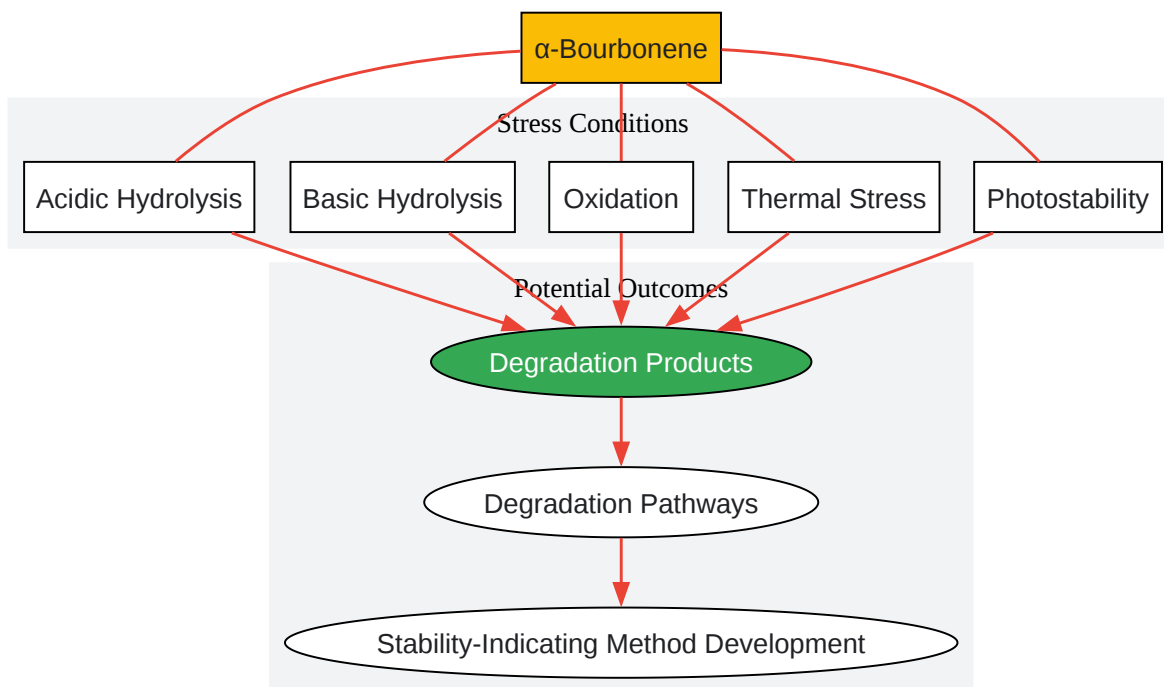 α-Bourbonene
Stress Conditions
Acidic Hydrolysis
Basic Hydrolysis
Oxidation
Thermal Stress
Photostability
Potential Outcomes
Degradation Products
Degradation Pathways
Stability-Indicating Method Development